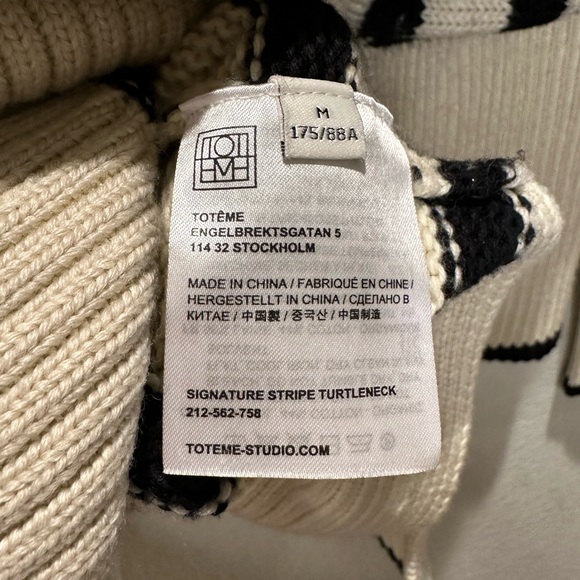 M
175/88A
TOTÊME
TOTÊME
ENGELBREKTSGATAN 5
114 32 STOCKHOLM
MADE IN CHINA / FABRIQUÉ EN CHINE /
HERGESTELLT IN CHINA / СДЕЛАНО В
КИТАЕ / 中国製 / 중국산 / 中国制造
SIGNATURE STRIPE TURTLENECK
212-562-758
TOTEME-STUDIO.COM